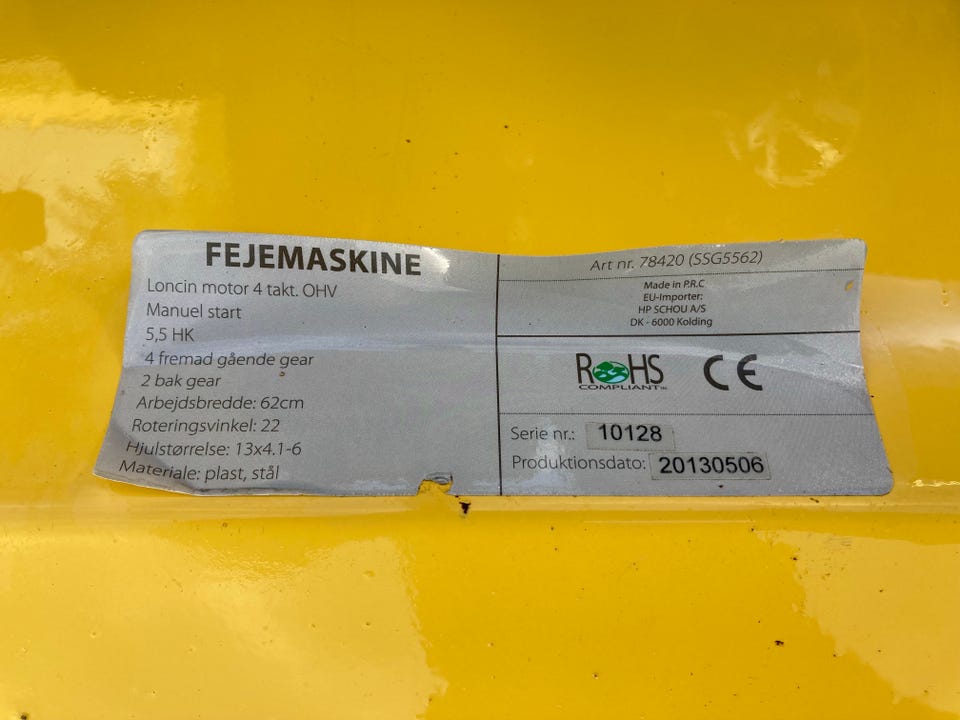 FEJEMASKINE
Loncin motor 4 takt. OHV
Manuel start
5,5 HK
4 fremad gående gear
2 bak gear
Arbejdsbredde: 62cm
Roteringsvinkel: 22
Hjulstørrelse: 13x4.1-6
Materiale: plast, stål
Art nr. 78420 (SSG5562)
Made in P.R.C
EU-Importer:
HP SCHOU A/S
DK - 6000 Kolding
RoHS CE
COMPLIANT
Serie nr.: 10128
Produktionsdato: 20130506